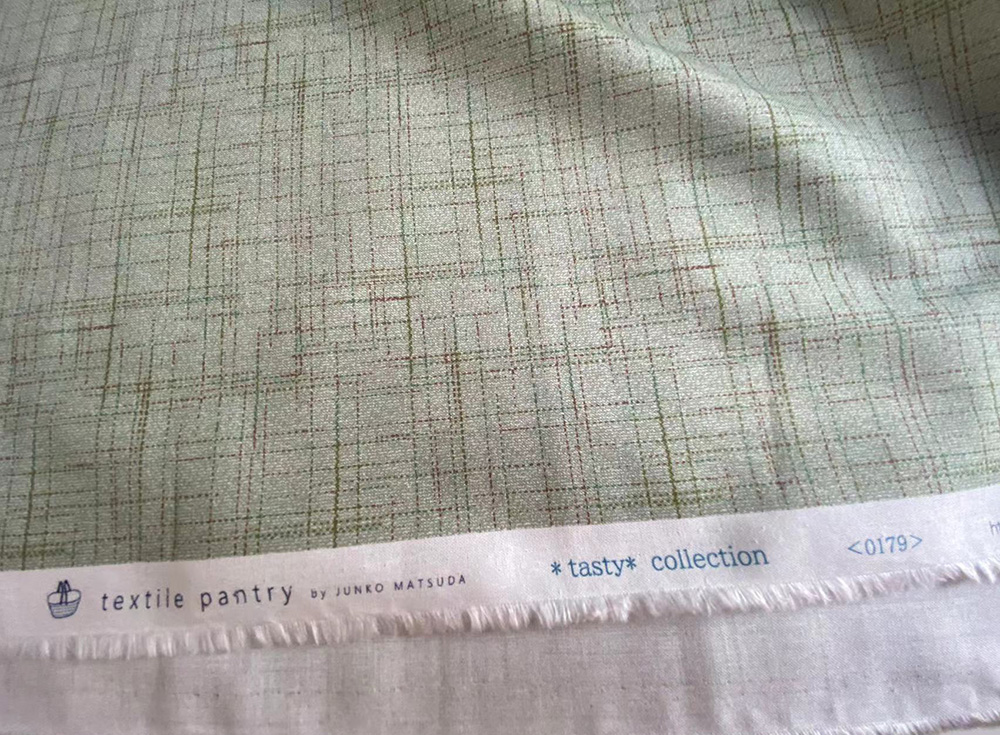 textile pantry by JUNKO MATSUDA *tasty* collection <0179>